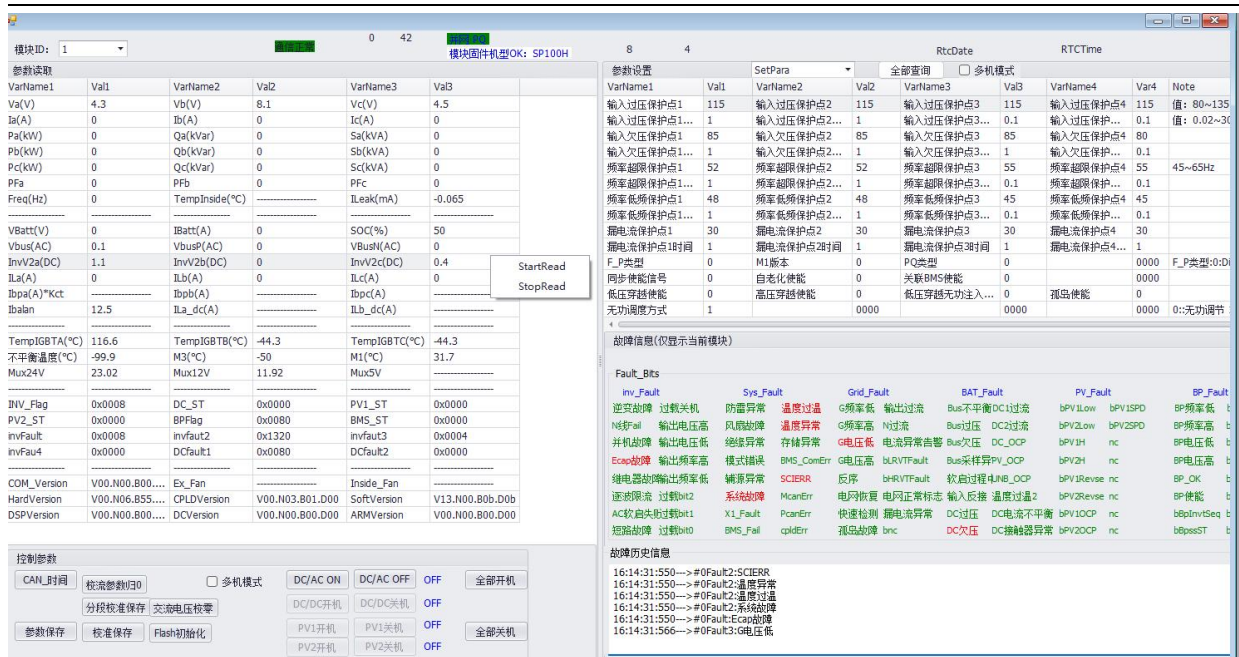 模块ID: 1
通信正常
0 42
并网 PQ
模块固件机型OK: SP100H
8 4
RtcDate RTCTime
参数读取
VarName1 Val1 VarName2 Val2 VarName3 Val3
Va(V) 4.3 Vb(V) 8.1 Vc(V) 4.5
Ia(A) 0 Ib(A) 0 Ic(A) 0
Pa(kW) 0 Qa(kVar) 0 Sa(kVA) 0
Pb(kW) 0 Qb(kVar) 0 Sb(kVA) 0
Pc(kW) 0 Qc(kVar) 0 Sc(kVA) 0
PFa 0 PFb 0 PFc 0
Freq(Hz) 0 TempInside(℃) ------------------ ILeak(mA) -0.065
------------------ ------------------ ------------------ ------------------ ------------------ ------------------
VBatt(V) 0 IBatt(A) 0 SOC(%) 50
Vbus(AC) 0.1 VbusP(AC) 0 VBusN(AC) 0
InvV2a(DC) 1.1 InvV2b(DC) 0 InvV2c(DC) 0.4
ILa(A) 0 ILb(A) 0 ILc(A) 0
Ibpa(A)*Kct ------------------ Ibpb(A) ------------------ Ibpc(A) ------------------
Ibalan 12.5 ILa_dc(A) ------------------ ILb_dc(A) ------------------
------------------ ------------------ ------------------ ------------------ ------------------ ------------------
TempIGBTA(℃) 116.6 TempIGBTB(℃) -44.3 TempIGBTC(℃) -44.3
不平衡温度(℃) -99.9 M3(℃) -50 M1(℃) 31.7
Mux24V 23.02 Mux12V 11.92 Mux5V ------------------
------------------ ------------------ ------------------ ------------------ ------------------ ------------------
INV_Flag 0x0008 DC_ST 0x0000 PV1_ST 0x0000
PV2_ST 0x0000 BPFlag 0x0080 BMS_ST 0x0000
invFault 0x0008 invfaut2 0x1320 invfaut3 0x0004
invFau4 0x0000 DCfault1 0x0080 DCfault2 0x0000
------------------ ------------------ ------------------ ------------------ ------------------ ------------------
COM_Version V00.N00.B00.... Ex_Fan Inside_Fan
HardVersion V00.N06.B55.... CPLDVersion V00.N03.B01.D00 SoftVersion V13.N00.B0b.D0b
DSPVersion V00.N00.B00.... DCVersion V00.N00.B00.D00 ARMVersion V00.N00.B00.D00
StartRead
StopRead
控制参数
CAN_时间 校流参数归0 多机模式 DC/AC ON DC/AC OFF OFF 全部开机
分段校准保存 交流电压校零 DC/DC开机 DC/DC关机 OFF
参数保存 校准保存 Flash初始化 PV1开机 PV1关机 OFF 全部关机
PV2开机 PV2关机 OFF
参数设置 SetPara 全部查询 多机模式
VarName1 Val1 VarName2 Val2 VarName3 Val3 VarName4 Var4 Note
输入过压保护点1 115 输入过压保护点2 115 输入过压保护点3 115 输入过压保护点4 115 值: 80~135
输入过压保护点1... 1 输入过压保护点2... 1 输入过压保护点3... 0.1 输入过压保护... 0.1 值: 0.02~30
输入欠压保护点1 85 输入欠压保护点2 85 输入欠压保护点3 85 输入欠压保护点4 80
输入欠压保护点1... 1 输入欠压保护点2... 1 输入欠压保护点3... 1 输入欠压保护... 0.1
频率超限保护点1 52 频率超限保护点2 52 频率超限保护点3 55 频率超限保护点4 55 45~65Hz
频率超限保护点1... 1 频率超限保护点2... 1 频率超限保护点3... 0.1 频率超限保护... 0.1
频率低频保护点1 48 频率低频保护点2 48 频率低频保护点3 45 频率低频保护点4 45
频率低频保护点1... 1 频率低频保护点2... 1 频率低频保护点3... 0.1 频率低频保护... 0.1
漏电流保护点1 30 漏电流保护点2 30 漏电流保护点3 30 漏电流保护点4 30
漏电流保护点1时间 1 漏电流保护点2时间 1 漏电流保护点3时间 1 漏电流保护点4... 1
F_P类型 0 M1版本 0 PQ类型 0 0000 F_P类型:0:Di
同步使能信号 0 自老化使能 0 关联BMS使能 0 0000
低压穿越使能 0 高压穿越使能 0 低压穿越无功注入... 0 孤岛使能 0
无功调度方式 1 0000 0000 0000 0::无功调节
故障信息(仅显示当前模块)
Fault_Bits
inv_Fault Sys_Fault Grid_Fault BAT_Fault PV_Fault BP_Fault
逆变故障 过载关机 防雷异常 温度过温 G频率低 输出过流 Bus不平衡 DC1过流 bPV1Low bPV1SPD BP频率低
N线Fail 输出电压高 风扇故障 温度异常 G频率高 N过流 Bus过压 DC2过流 bPV2Low bPV2SPD BP频率高
并机故障 输出电压低 绝缘异常 存储异常 G电压低 电流异常告警 Bus欠压 DC_OCP bPV1H nc BP电压低
Ecap故障 输出频率高 模式错误 BMS_ComErr G电压高 bLRVTFault Bus采样异 PV_OCP bPV2H nc BP电压高
继电器故障 输出频率低 辅源异常 SCIERR 反序 bHRVTFault 软启过程中 UNB_OCP bPV1Revse nc BP_OK
逐波限流 过载bit2 系统故障 McanErr 电网恢复 电网正常标志 输入反接 温度过温2 bPV2Revse nc BP使能
AC软启失败 过载bit1 X1_Fault PcanErr 快速检测 漏电流异常 DC过压 DC电流不平衡 bPV1OCP nc bBpInvtSeq
短路故障 过载bit0 BMS_Fail cpldErr 孤岛故障 bnc DC欠压 DC接触器异常 bPV2OCP nc bBpssST
故障历史信息
16:14:31:550--->#0Fault2:SCIERR
16:14:31:550--->#0Fault2:温度异常
16:14:31:550--->#0Fault2:温度过温
16:14:31:550--->#0Fault2:系统故障
16:14:31:550--->#0Fault:Ecap故障
16:14:31:566--->#0Fault3:G电压低